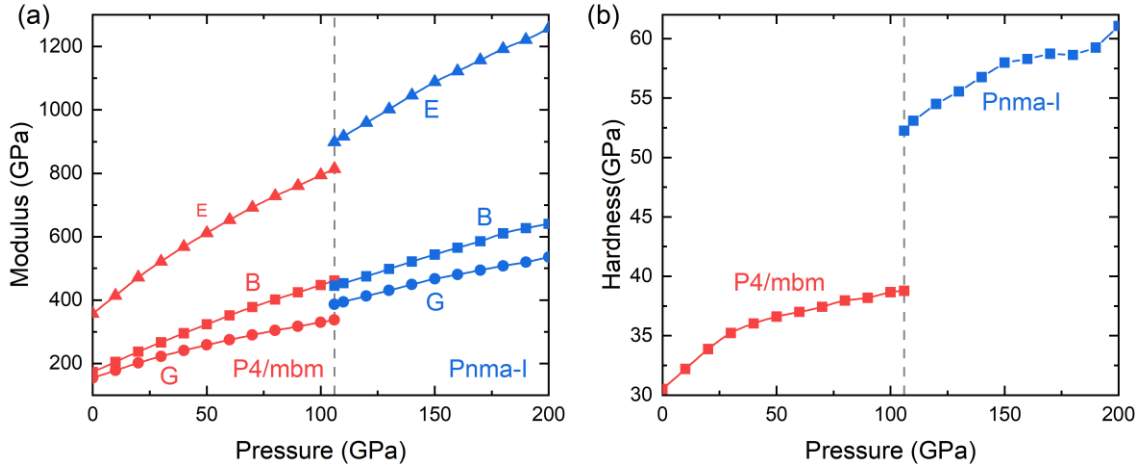 (a)
1200
1000
800
600
400
200
Modulus (GPa)
E
E
B
B
G
G
P4/mbm
Pnma-I
0
50
100
150
200
Pressure (GPa)
(b)
60
55
50
45
40
35
30
Hardness(GPa)
Pnma-I
P4/mbm
0
50
100
150
200
Pressure (GPa)